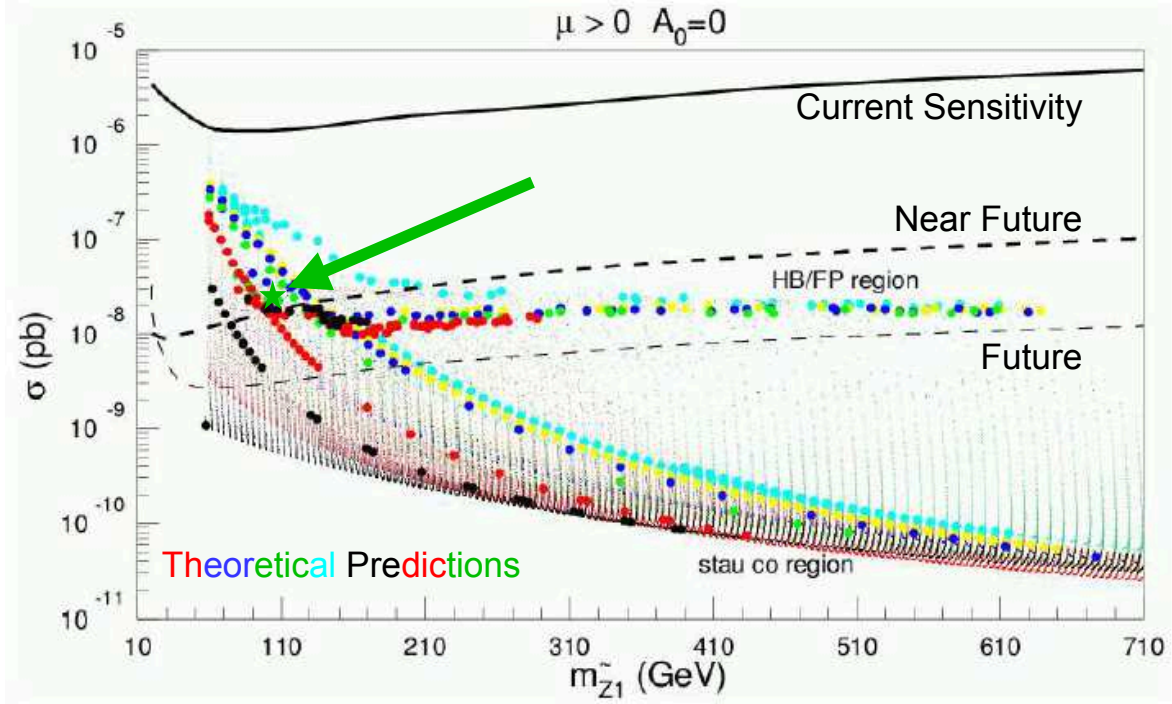 μ > 0 A₀=0
10⁻⁵
10⁻⁶
10⁻⁷
10⁻⁸
10⁻⁹
10⁻¹⁰
10⁻¹¹
σ (pb)
Current Sensitivity
Near Future
HB/FP region
Future
stau co region
Theoretical Predictions
10 110 210 310 410 510 610 710
m_Z̃1 (GeV)